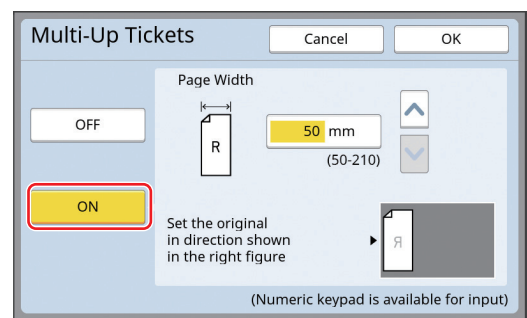 Multi-Up Tickets
Cancel
OK
OFF
ON
Page Width
R
50 mm
(50-210)
Set the original
in direction shown
in the right figure
R
(Numeric keypad is available for input)